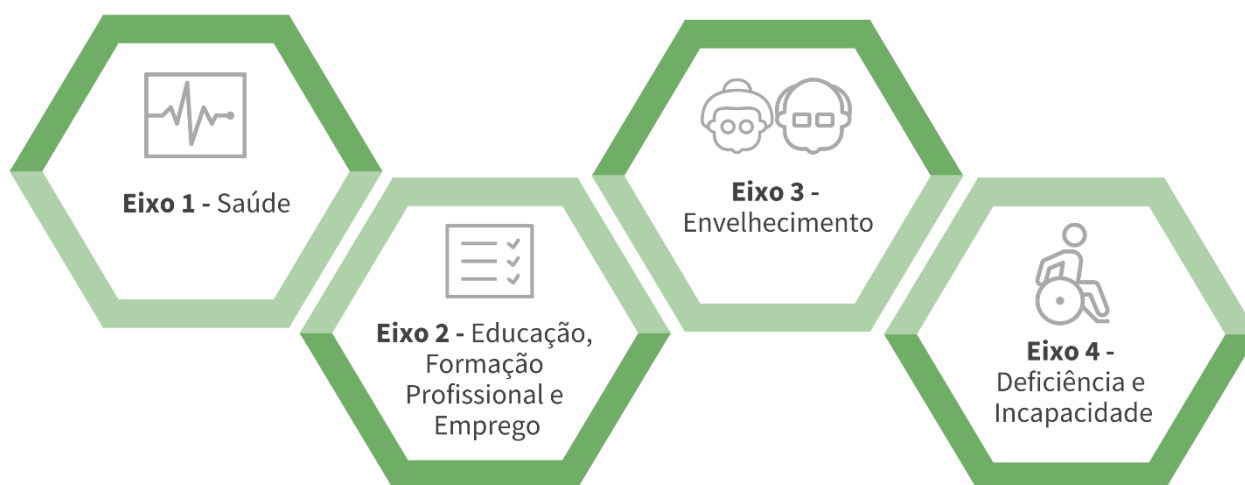 Eixo 1 - Saúde
Eixo 2 - Educação,
Formação
Profissional e
Emprego
Eixo 3 -
Envelhecimento
Eixo 4 -
Deficiência e
Incapacidade